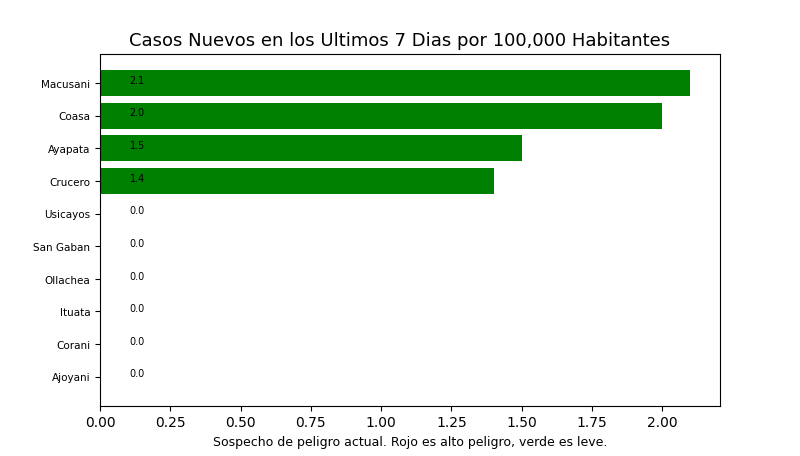 Casos Nuevos en los Ultimos 7 Dias por 100,000 Habitantes
Macusani 2.1
Coasa 2.0
Ayapata 1.5
Crucero 1.4
Usicayos 0.0
San Gaban 0.0
Ollachea 0.0
Ituata 0.0
Corani 0.0
Ajoyani 0.0
0.00 0.25 0.50 0.75 1.00 1.25 1.50 1.75 2.00
Sospecho de peligro actual. Rojo es alto peligro, verde es leve.